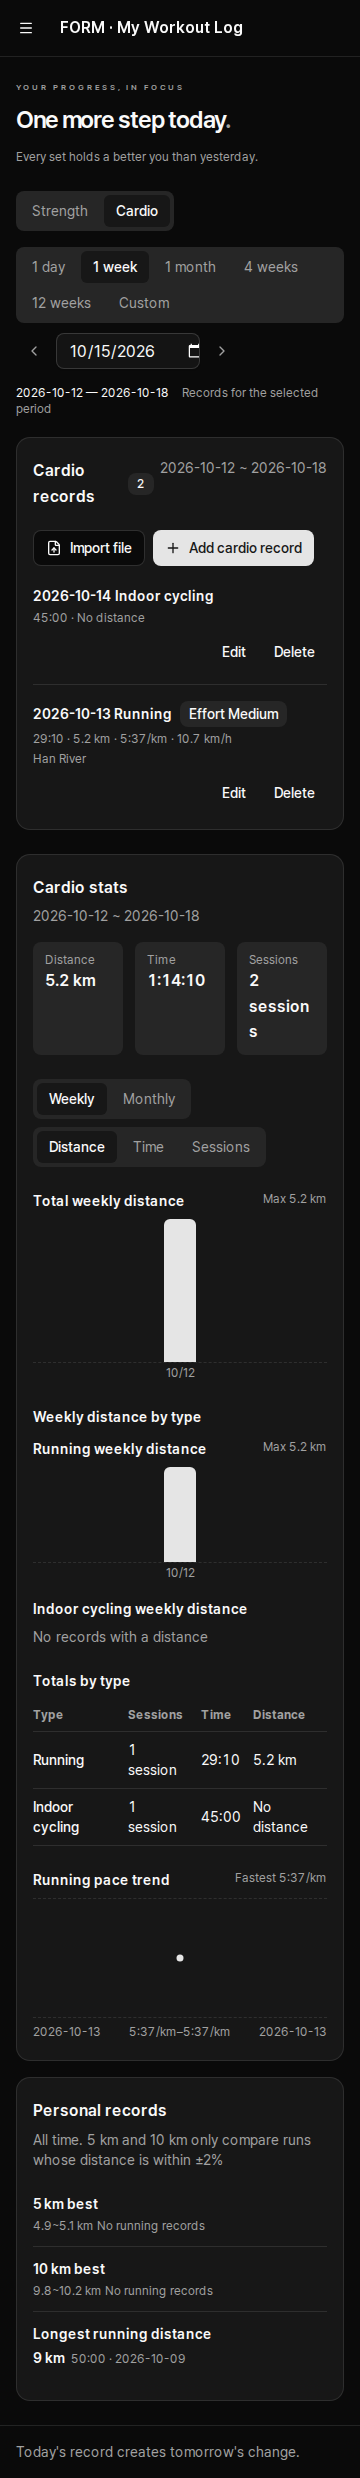 FORM · My Workout Log
YOUR PROGRESS, IN FOCUS
One more step today.
Every set holds a better you than yesterday.
Strength Cardio
1 day 1 week 1 month 4 weeks
12 weeks Custom
10/15/2026
2026-10-12 — 2026-10-18 Records for the selected
period
Cardio
records
2
2026-10-12 ~ 2026-10-18
Import file Add cardio record
2026-10-14 Indoor cycling
45:00 · No distance
Edit Delete
2026-10-13 Running Effort Medium
29:10 · 5.2 km · 5:37/km · 10.7 km/h
Han River
Edit Delete
Cardio stats
2026-10-12 ~ 2026-10-18
Distance
5.2 km
Time
1:14:10
Sessions
2
session
s
Weekly Monthly
Distance Time Sessions
Total weekly distance Max 5.2 km
10/12
Weekly distance by type
Running weekly distance Max 5.2 km
10/12
Indoor cycling weekly distance
No records with a distance
Totals by type
Type Sessions Time Distance
Running 1 session 29:10 5.2 km
Indoor cycling 1 session 45:00 No distance
Running pace trend Fastest 5:37/km
2026-10-13 5:37/km–5:37/km 2026-10-13
Personal records
All time. 5 km and 10 km only compare runs
whose distance is within ±2%
5 km best
4.9~5.1 km No running records
10 km best
9.8~10.2 km No running records
Longest running distance
9 km 50:00 · 2026-10-09
Today's record creates tomorrow's change.